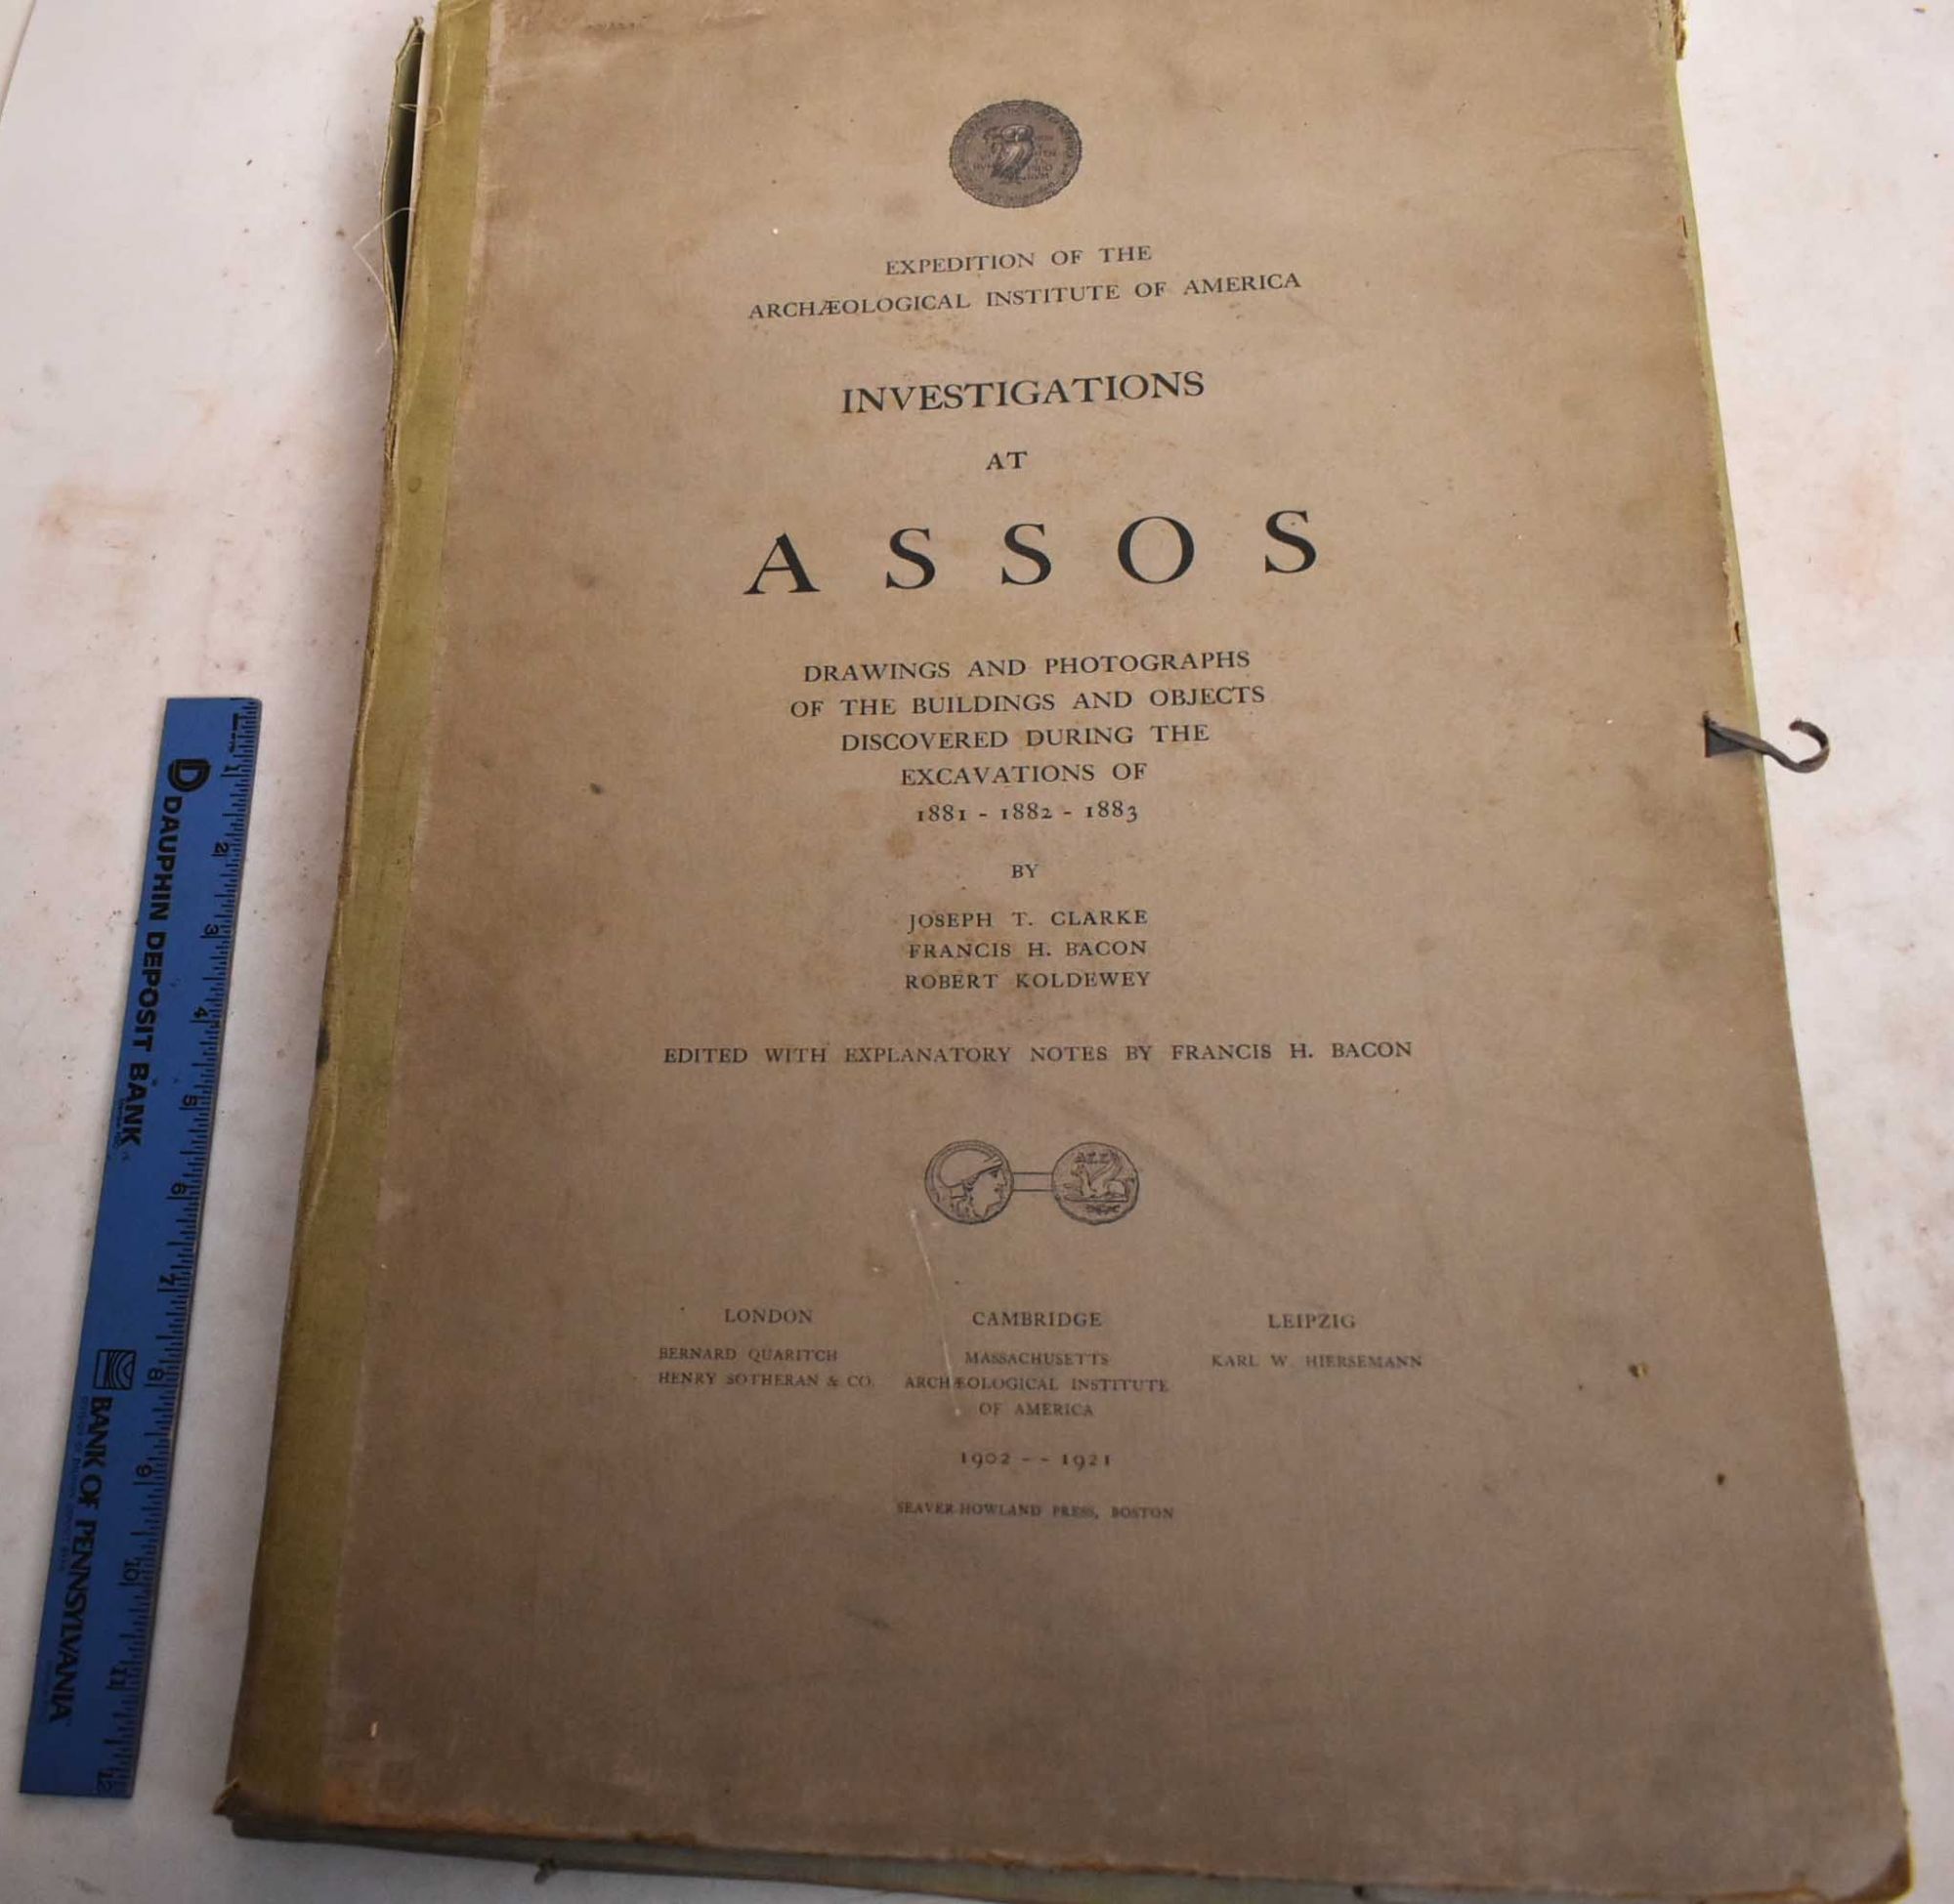 EXPEDITION OF THE
ARCHÆOLOGICAL INSTITUTE OF AMERICA
INVESTIGATIONS
AT
ASSOS
DRAWINGS AND PHOTOGRAPHS
OF THE BUILDINGS AND OBJECTS
DISCOVERED DURING THE
EXCAVATIONS OF
1881 - 1882 - 1883
BY
JOSEPH T. CLARKE
FRANCIS H. BACON
ROBERT KOLDEWEY
EDITED WITH EXPLANATORY NOTES BY FRANCIS H. BACON
LONDON
BERNARD QUARITCH
HENRY SOTHERAN & CO.
CAMBRIDGE
MASSACHUSETTS
ARCHÆOLOGICAL INSTITUTE
OF AMERICA
LEIPZIG
KARL W. HIERSEMANN
1902 - - 1921
SEAVER-HOWLAND PRESS, BOSTON
DAUPHIN DEPOSIT BANK
BANK OF PENNSYLVANIA
1 2 3 4 5 6 7 8 9 10 11 12